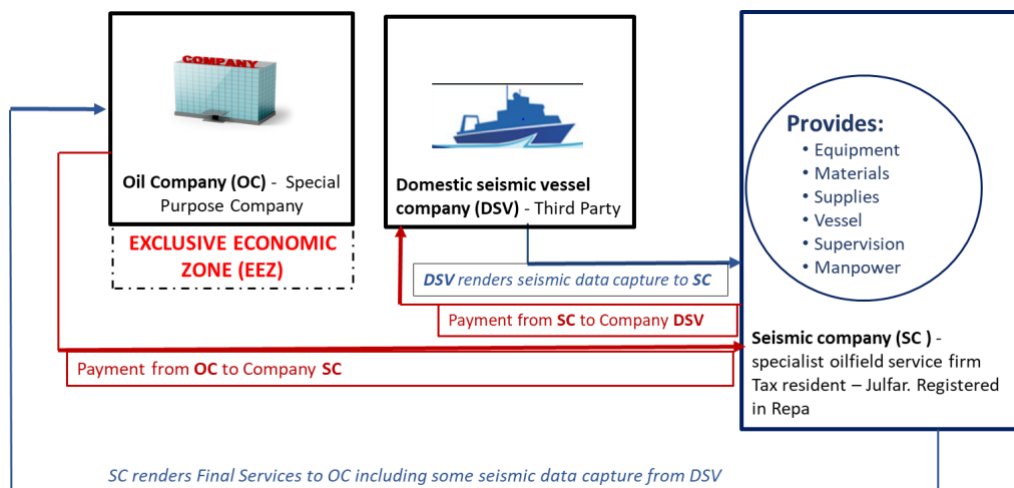 COMPANY
Oil Company (OC) - Special
Purpose Company
EXCLUSIVE ECONOMIC
ZONE (EEZ)
Domestic seismic vessel
company (DSV) - Third Party
Provides:
• Equipment
• Materials
• Supplies
• Vessel
• Supervision
• Manpower
DSV renders seismic data capture to SC
Payment from SC to Company DSV
Seismic company (SC ) -
specialist oilfield service firm
Tax resident – Julfar. Registered
in Repa
Payment from OC to Company SC
SC renders Final Services to OC including some seismic data capture from DSV